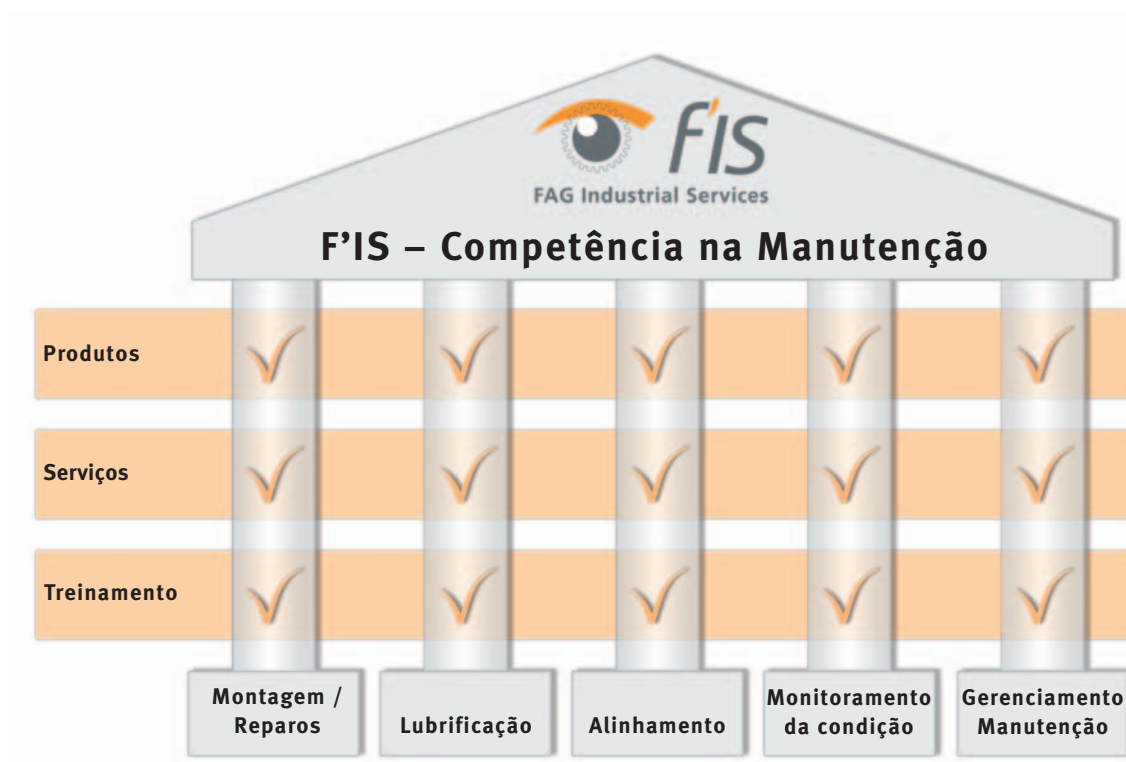 F'IS
FAG Industrial Services
F’IS – Competência na Manutenção
Produtos
Serviços
Treinamento
Montagem /
Reparos
Lubrificação
Alinhamento
Monitoramento
da condição
Gerenciamento
Manutenção